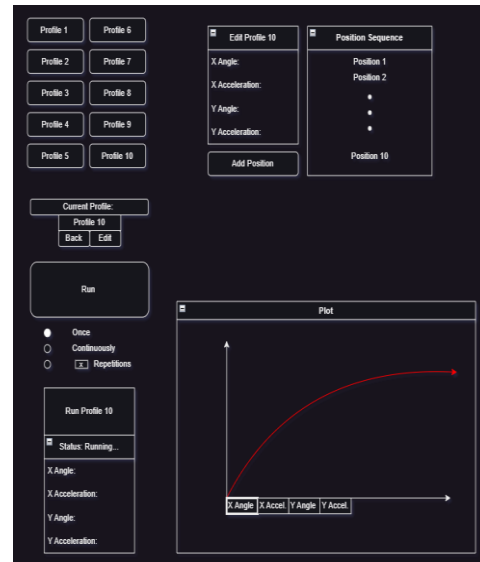 Profile 1 Profile 6
Profile 2 Profile 7
Profile 3 Profile 8
Profile 4 Profile 9
Profile 5 Profile 10
Edit Profile 10
X Angle:
X Acceleration:
Y Angle:
Y Acceleration:
Add Position
Position Sequence
Position 1
Position 2
Position 10
Current Profile:
Profile 10
Back Edit
Run
Once
Continuously
x Repetitions
Run Profile 10
Status: Running...
X Angle:
X Acceleration:
Y Angle:
Y Acceleration:
Plot
X Angle X Accel. Y Angle Y Accel.